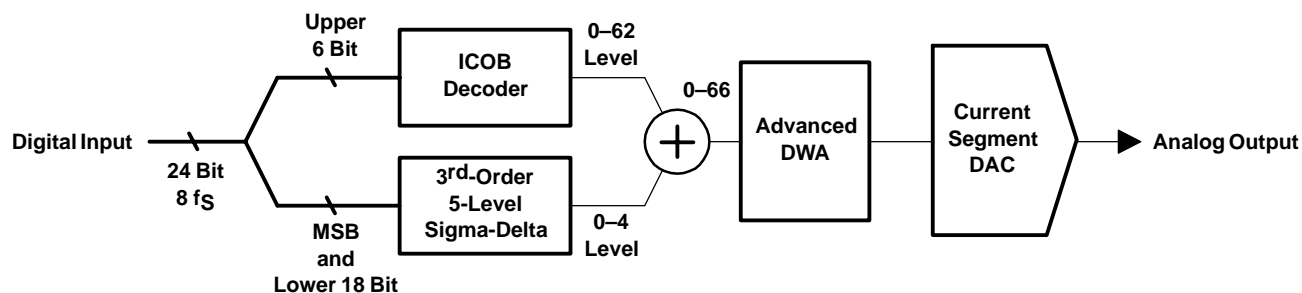 Digital Input
24 Bit
8 fS
Upper
6 Bit
ICOB
Decoder
0–62
Level
MSB
and
Lower 18 Bit
3rd-Order
5-Level
Sigma-Delta
0–4
Level
+
0–66
Advanced
DWA
Current
Segment
DAC
Analog Output